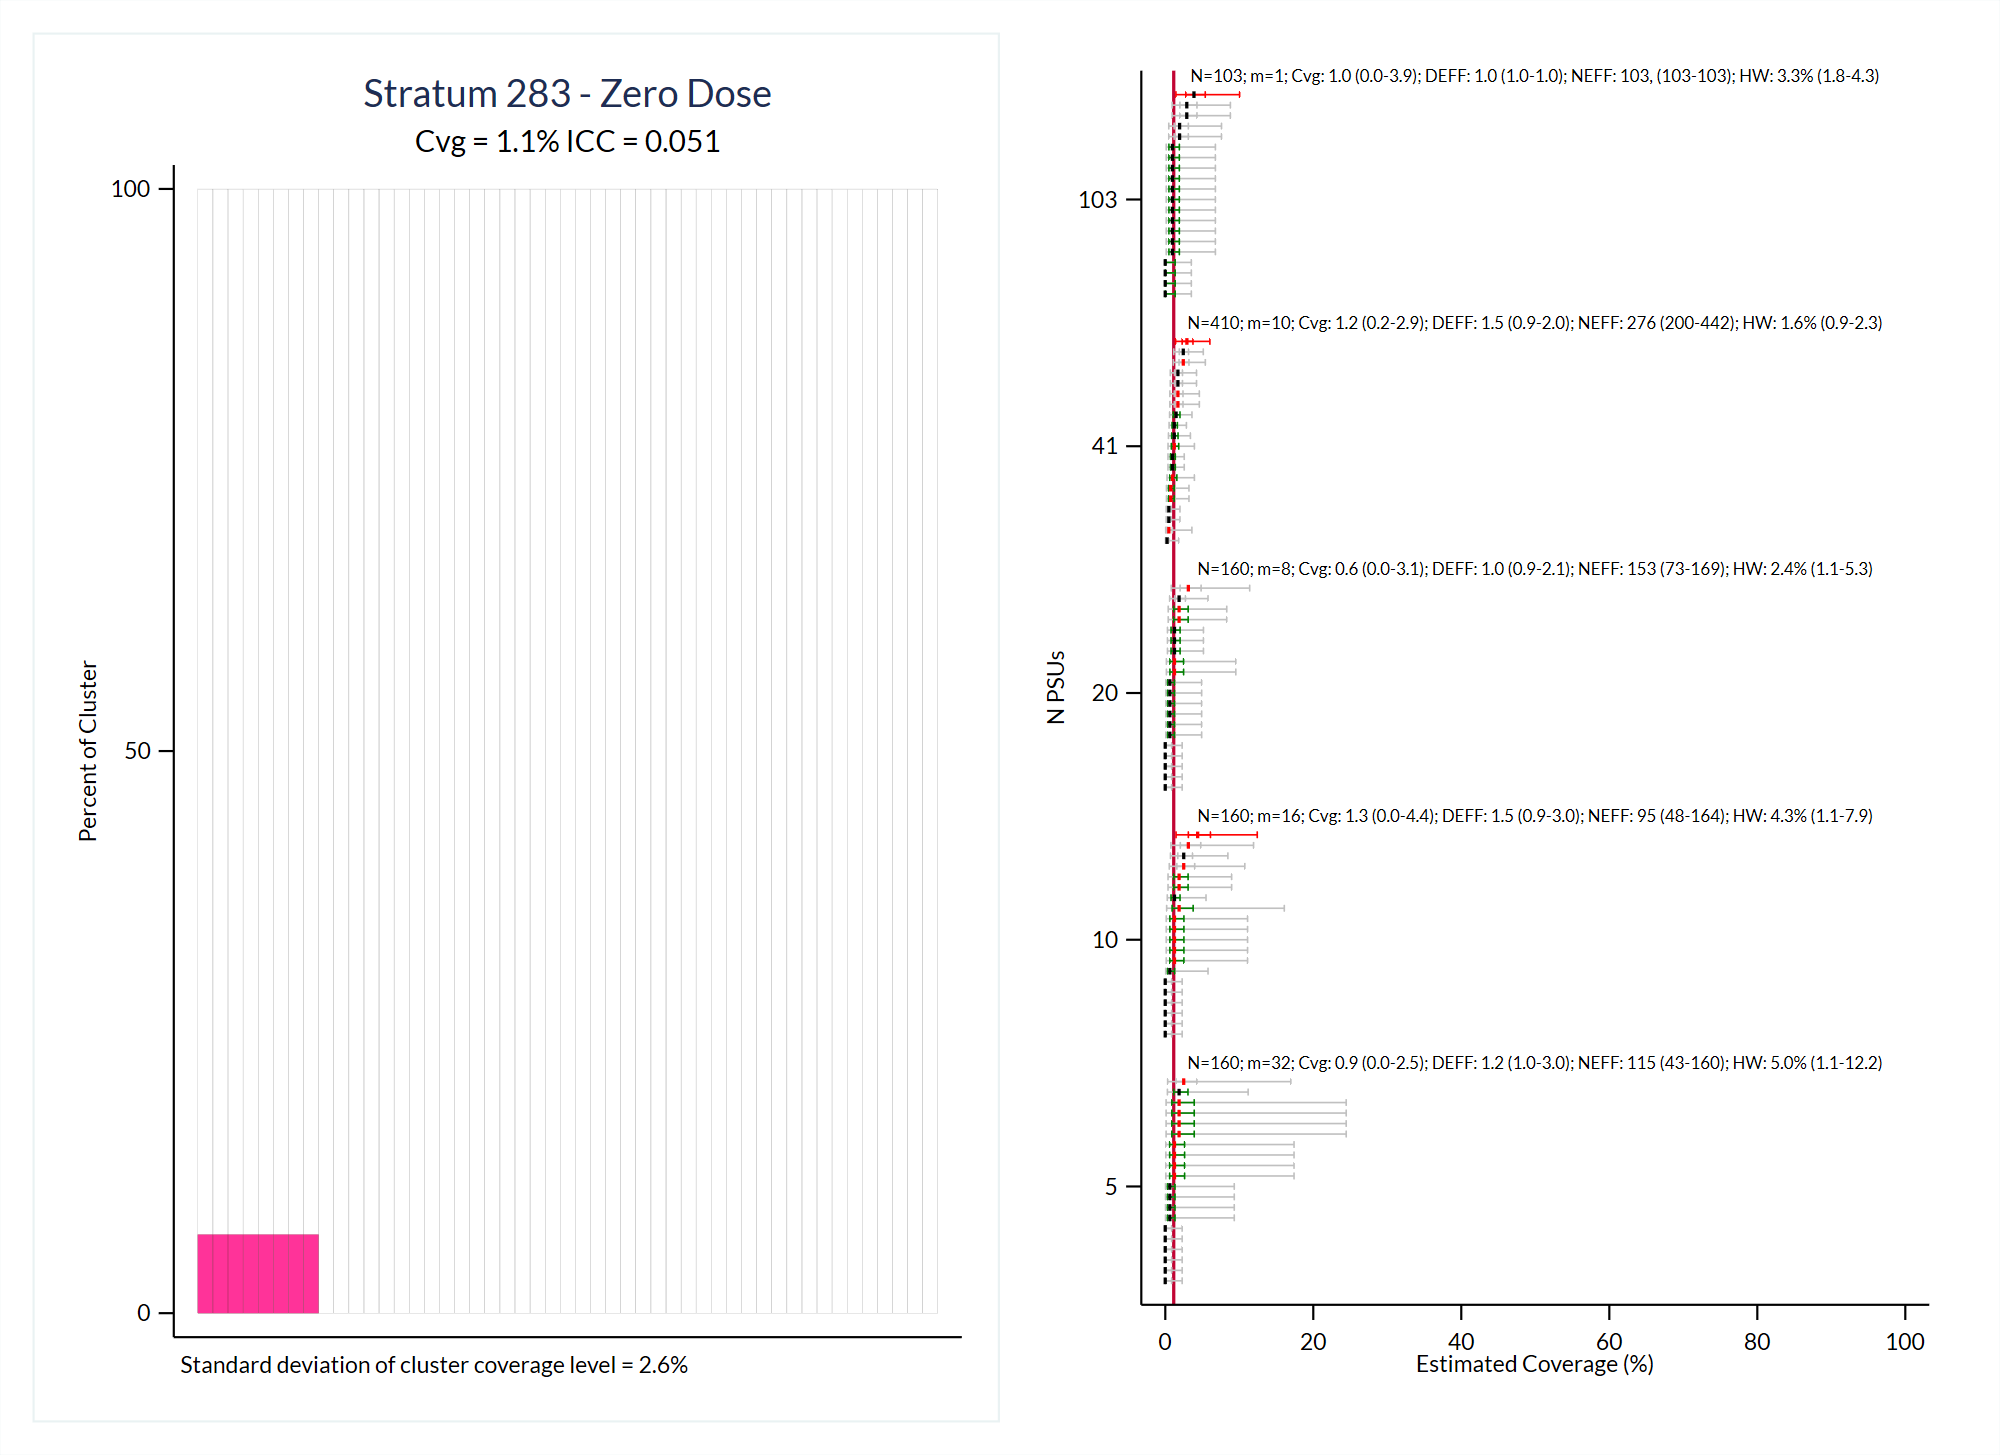 Stratum 283 - Zero Dose
Cvg = 1.1% ICC = 0.051
100
50
0
Percent of Cluster
Standard deviation of cluster coverage level = 2.6%
N=103; m=1; Cvg: 1.0 (0.0-3.9); DEFF: 1.0 (1.0-1.0); NEFF: 103, (103-103); HW: 3.3% (1.8-4.3)
103
N=410; m=10; Cvg: 1.2 (0.2-2.9); DEFF: 1.5 (0.9-2.0); NEFF: 276 (200-442); HW: 1.6% (0.9-2.3)
41
N=160; m=8; Cvg: 0.6 (0.0-3.1); DEFF: 1.0 (0.9-2.1); NEFF: 153 (73-169); HW: 2.4% (1.1-5.3)
20
N PSUs
N=160; m=16; Cvg: 1.3 (0.0-4.4); DEFF: 1.5 (0.9-3.0); NEFF: 95 (48-164); HW: 4.3% (1.1-7.9)
10
N=160; m=32; Cvg: 0.9 (0.0-2.5); DEFF: 1.2 (1.0-3.0); NEFF: 115 (43-160); HW: 5.0% (1.1-12.2)
5
0 20 40 60 80 100
Estimated Coverage (%)